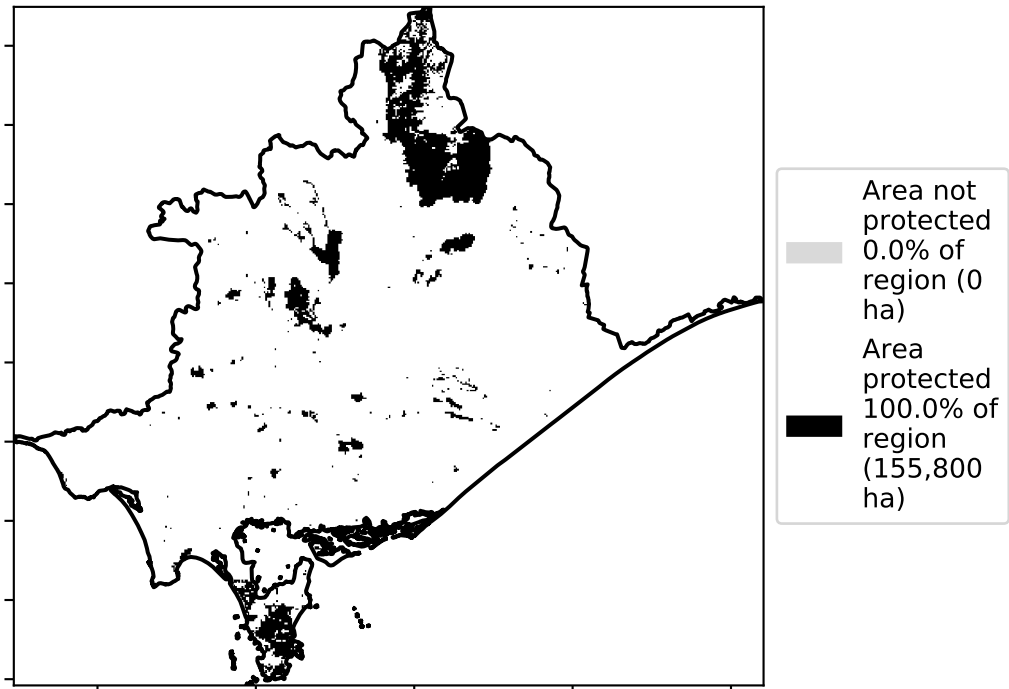 Area not
protected
0.0% of
region (0
ha)
Area
protected
100.0% of
region
(155,800
ha)